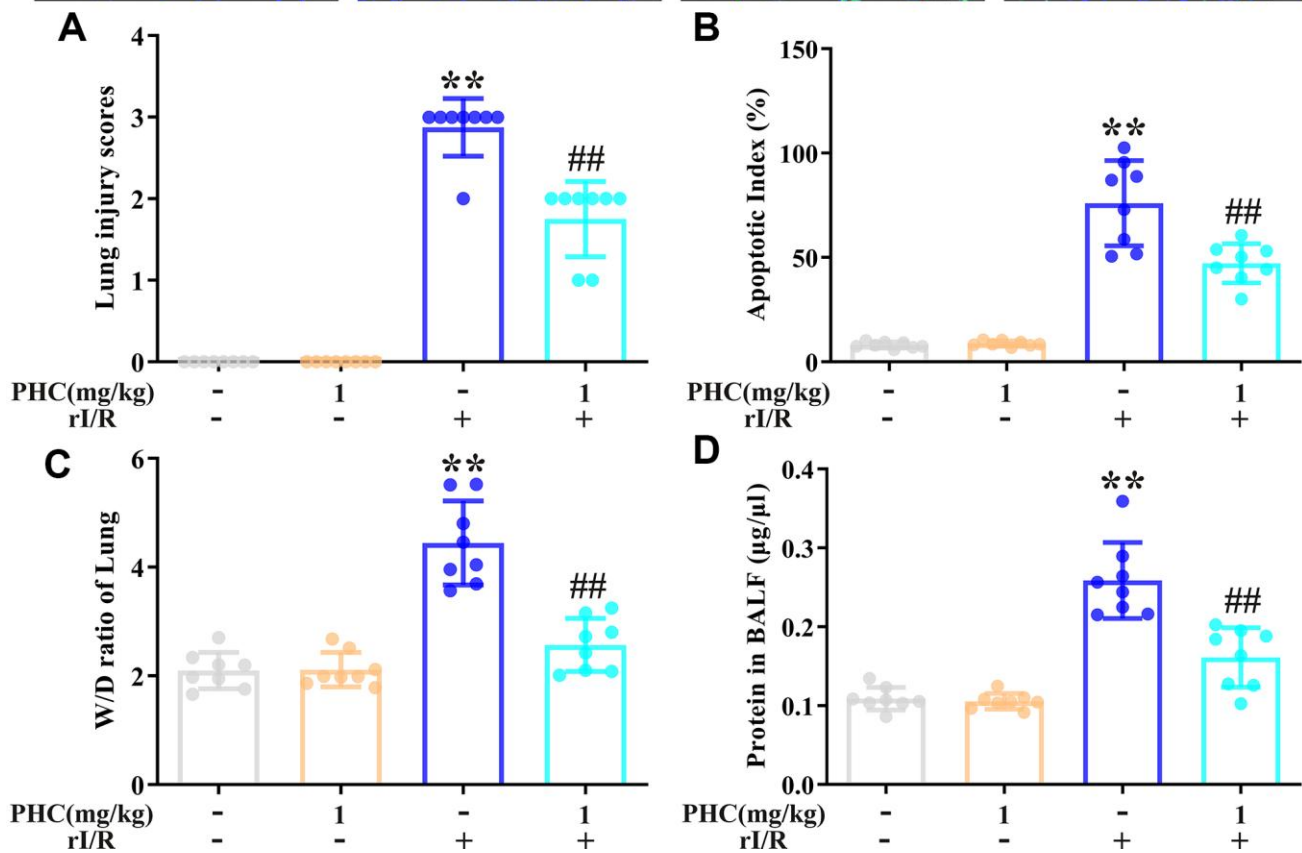 A
Lung injury scores
4
3
2
1
0
**
##
PHC(mg/kg) - 1 - 1
rI/R - - + +
B
Apoptotic Index (%)
150
100
50
0
**
##
PHC(mg/kg) - 1 - 1
rI/R - - + +
C
W/D ratio of Lung
6
4
2
0
**
##
PHC(mg/kg) - 1 - 1
rI/R - - + +
D
Protein in BALF (μg/μl)
0.4
0.3
0.2
0.1
0.0
**
##
PHC(mg/kg) - 1 - 1
rI/R - - + +